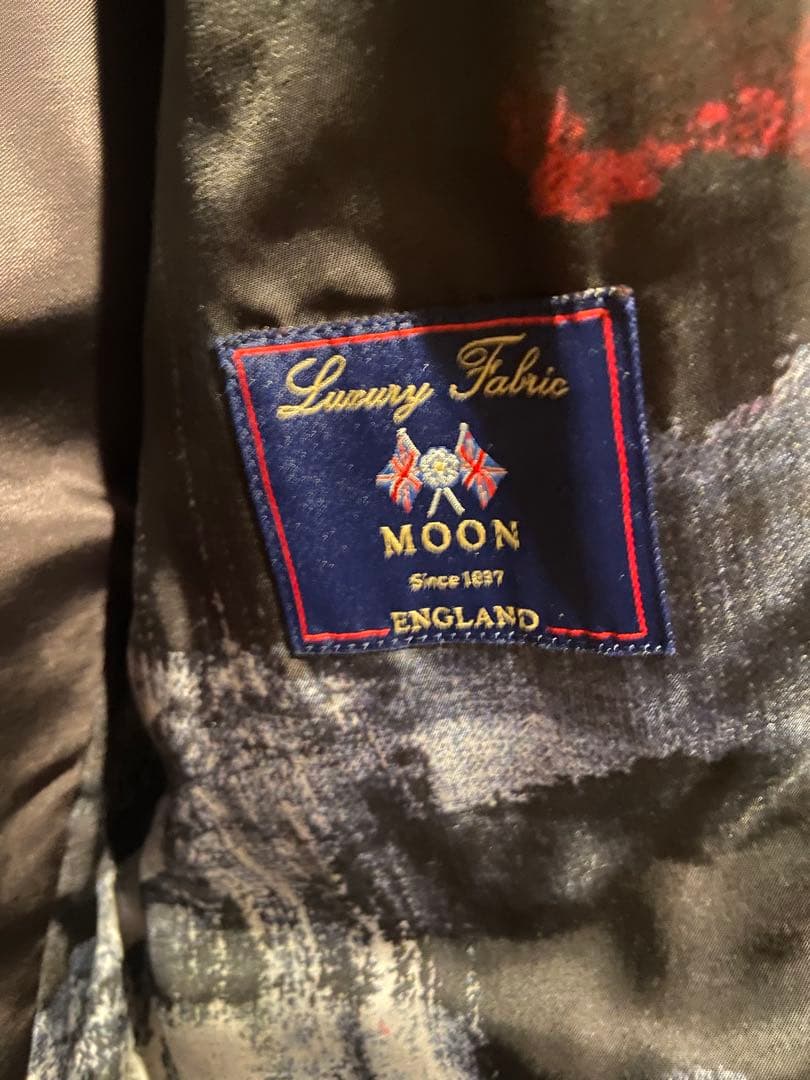 Luxury Fabric
MOON
Since 1837
ENGLAND